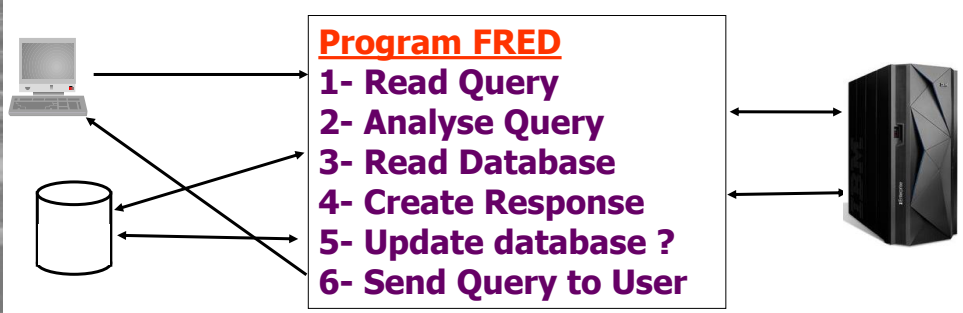 Program FRED
1- Read Query
2- Analyse Query
3- Read Database
4- Create Response
5- Update database ?
6- Send Query to User